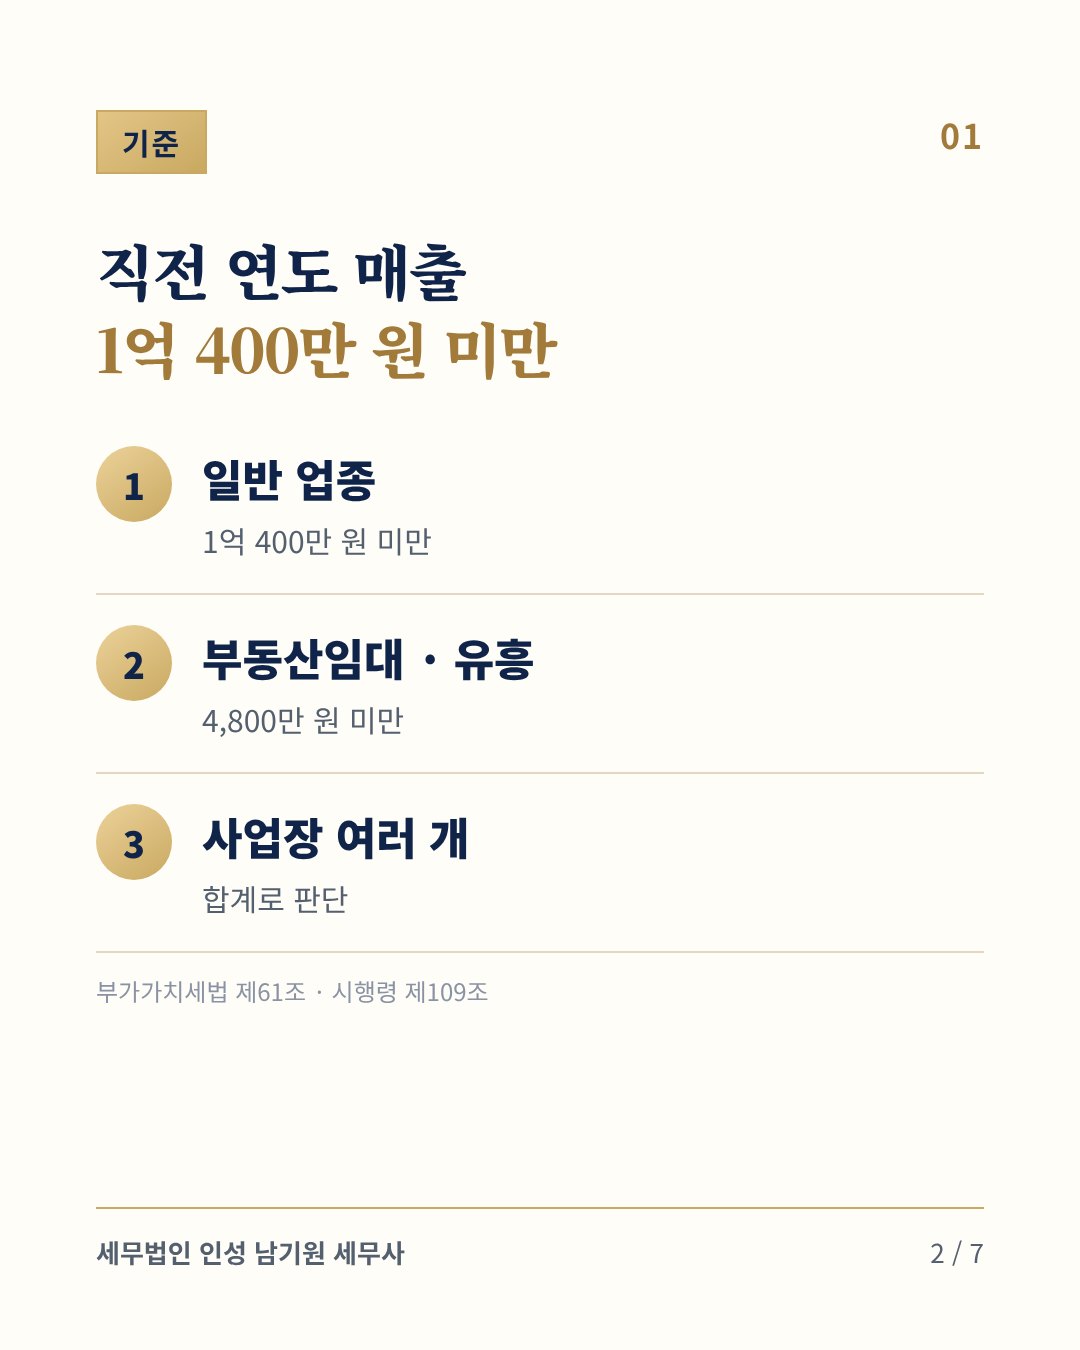 기준
01
직전 연도 매출
1억 400만 원 미만
1
일반 업종
1억 400만 원 미만
2
부동산임대 · 유흥
4,800만 원 미만
3
사업장 여러 개
합계로 판단
부가가치세법 제61조 · 시행령 제109조
세무법인 인성 남기원 세무사
2 / 7